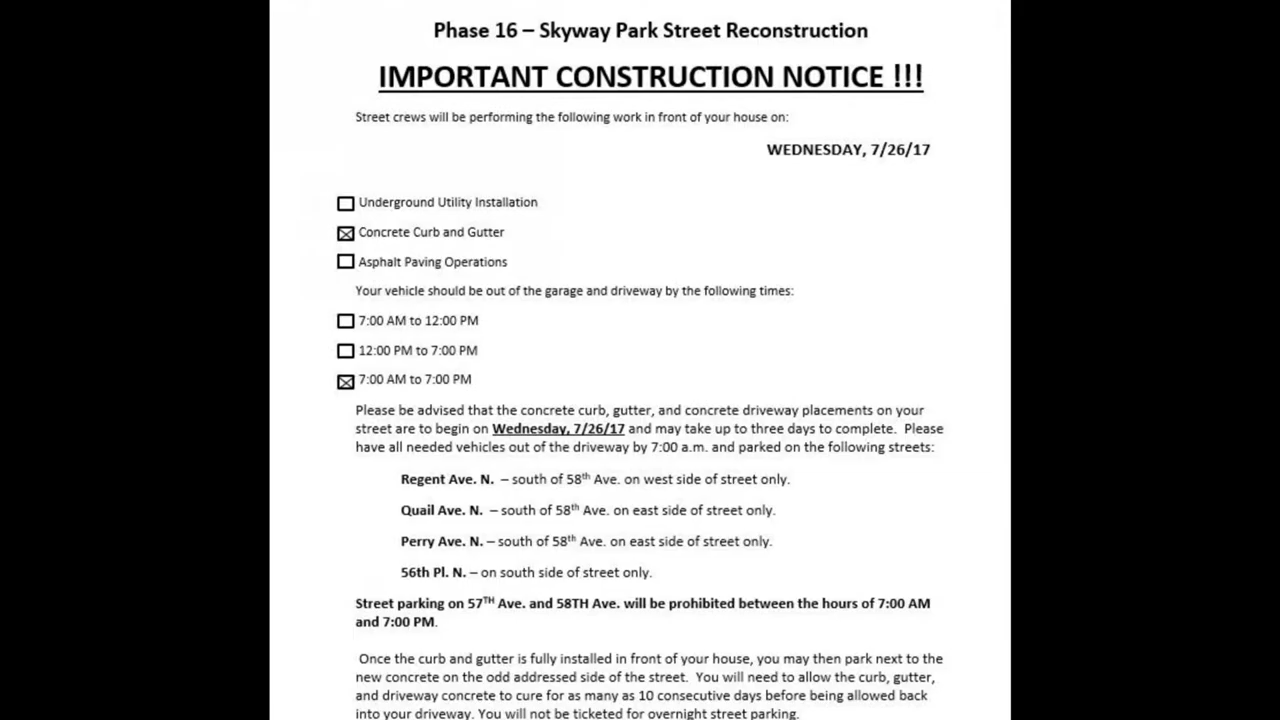 Phase 16 – Skyway Park Street Reconstruction
IMPORTANT CONSTRUCTION NOTICE !!!
Street crews will be performing the following work in front of your house on:
WEDNESDAY, 7/26/17
Underground Utility Installation
Concrete Curb and Gutter
Asphalt Paving Operations
Your vehicle should be out of the garage and driveway by the following times:
7:00 AM to 12:00 PM
12:00 PM to 7:00 PM
7:00 AM to 7:00 PM
Please be advised that the concrete curb, gutter, and concrete driveway placements on your
street are to begin on Wednesday, 7/26/17 and may take up to three days to complete.  Please
have all needed vehicles out of the driveway by 7:00 a.m. and parked on the following streets:
Regent Ave. N.  – south of 58th Ave. on west side of street only.
Quail Ave. N.  – south of 58th Ave. on east side of street only.
Perry Ave. N. – south of 58th Ave. on east side of street only.
56th Pl. N. – on south side of street only.
Street parking on 57TH Ave. and 58TH Ave. will be prohibited between the hours of 7:00 AM
and 7:00 PM.
Once the curb and gutter is fully installed in front of your house, you may then park next to the
new concrete on the odd addressed side of the street.  You will need to allow the curb, gutter,
and driveway concrete to cure for as many as 10 consecutive days before being allowed back
into your driveway. You will not be ticketed for overnight street parking.